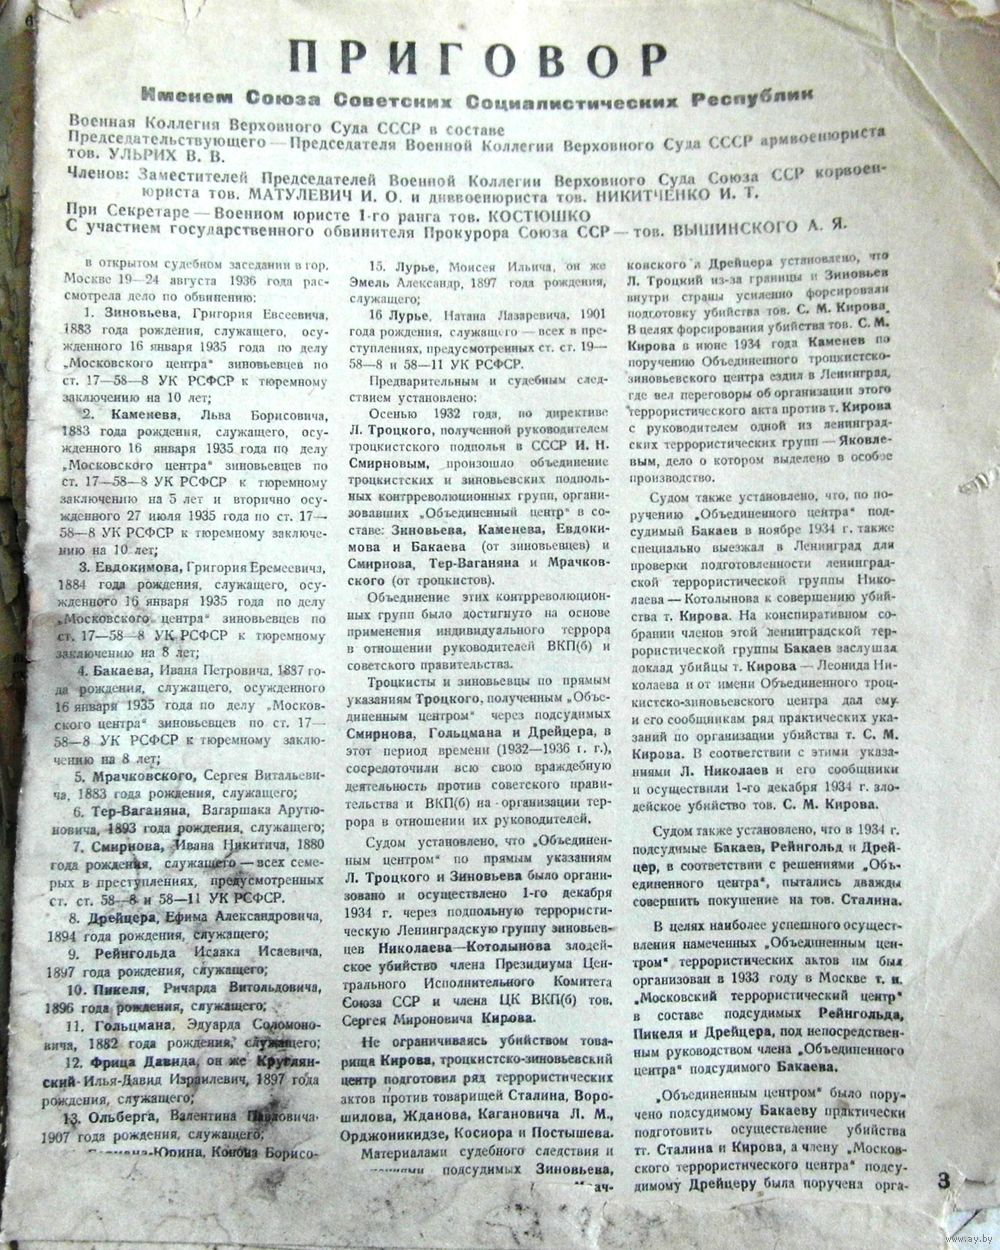 ПРИГОВОР
Именем Союза Советских Социалистических Республик
Военная Коллегия Верховного Суда СССР в составе
Председательствующего — Председателя Военной Коллегии Верховного Суда СССР армвоенюриста
тов. УЛЬРИХ В. В.
Членов: Заместителей Председателей Военной Коллегии Верховного Суда Союза ССР корвоен-
юриста тов. МАТУЛЕВИЧ И. О. и диввоенюриста тов. НИКИТЧЕНКО И. Т.
При Секретаре — Военном юристе 1-го ранга тов. КОСТЮШКО
С участием государственного обвинителя Прокурора Союза ССР — тов. ВЫШИНСКОГО А. Я.
в открытом судебном заседании в гор.
Москве 19—24 августа 1936 года рас-
смотрела дело по обвинению:
1. Зиновьева, Григория Евсеевича,
1883 года рождения, служащего, осу-
жденного 16 января 1935 года по делу
„Московского центра“ зиновьевцев по
ст. 17—58—8 УК РСФСР к тюремному
заключению на 10 лет;
2. Каменева, Льва Борисовича,
1883 года рождения, служащего, осу-
жденного 16 января 1935 года по делу
„Московского центра“ зиновьевцев по
ст. 17—58—8 УК РСФСР к тюремному
заключению на 5 лет и вторично осу-
жденного 27 июля 1935 года по ст. 17—
58—8 УК РСФСР к тюремному заключе-
нию на 10 лет;
3. Евдокимова, Григория Еремеевича,
1884 года рождения, служащего, осу-
жденного 16 января 1935 года по делу
„Московского центра“ зиновьевцев по
ст. 17—58—8 УК РСФСР к тюремному
заключению на 8 лет;
4. Бакаева, Ивана Петровича, 1887 го-
да рождения, служащего, осужденного
16 января 1935 года по делу „Москов-
ского центра“ зиновьевцев по ст. 17—
58—8 УК РСФСР к тюремному заклю-
чению на 8 лет;
5. Мрачковского, Сергея Витальеви-
ча, 1883 года рождения, служащего;
6. Тер-Ваганяна, Вагаршака Арутю-
новича, 1893 года рождения, служащего;
7. Смирнова, Ивана Никитича, 1880
года рождения, служащего — всех семе-
рых в преступлениях, предусмотренных
ст. ст. 58—8 и 58—11 УК РСФСР.
8. Дрейцера, Ефима Александровича,
1894 года рождения, служащего;
9. Рейнгольда Исаака Исаевича,
1897 года рождения, служащего;
10. Пикеля, Ричарда Витольдовича,
1896 года рождения, служащего;
11. Гольцмана, Эдуарда Соломоно-
вича, 1882 года рождения, служащего;
12. Фрица Давида, он же Круглян-
ский Илья-Давид Израилевич, 1897 года
рождения, служащего;
13. Ольберга, Валентина Павловича
1907 года рождения, служащего;
-Юрина, Конона Борисо-
15. Лурье, Моисея Ильича, он же
Эмель Александр, 1897 года рождения,
служащего;
16 Лурье, Натана Лазаревича, 1901
года рождения, служащего — всех в пре-
ступлениях, предусмотренных ст. ст. 19—
58—8 и 58—11 УК РСФСР.
Предварительным и судебным след-
ствием установлено:
Осенью 1932 года, по директиве
Л. Троцкого, полученной руководителем
троцкистского подполья в СССР И. Н.
Смирновым, произошло объединение
троцкистских и зиновьевских подполь-
ных контрреволюционных групп, органи-
зовавших „Объединенный центр“ в со-
ставе: Зиновьева, Каменева, Евдоки-
мова и Бакаева (от зиновьевцев) и
Смирнова, Тер-Ваганяна и Мрачков-
ского (от троцкистов).
Объединение этих контрреволюцион-
ных групп было достигнуто на основе
применения индивидуального террора
в отношении руководителей ВКП(б) и
советского правительства.
Троцкисты и зиновьевцы по прямым
указаниям Троцкого, полученным „Объе-
диненным центром“ через подсудимых
Смирнова, Гольцмана и Дрейцера, в
этот период времени (1932—1936 г. г.),
сосредоточили всю свою враждебную
деятельность против советского прави-
тельства и ВКП(б) на организации тер-
рора в отношении их руководителей.
Судом установлено, что „Объединен-
ным центром“ по прямым указаниям
Л. Троцкого и Зиновьева было органи-
зовано и осуществлено 1-го декабря
1934 г. через подпольную террористи-
ческую Ленинградскую группу зиновьев-
цев Николаева—Котолынова злодей-
ское убийство члена Президиума Цен-
трального Исполнительного Комитета
Союза ССР и члена ЦК ВКП(б) тов.
Сергея Мироновича Кирова.
Не ограничиваясь убийством това-
рища Кирова, троцкистско-зиновьевский
центр подготовил ряд террористических
актов против товарищей Сталина, Воро-
шилова, Жданова, Кагановича Л. М.,
Орджоникидзе, Косиора и Постышева.
Материалами судебного следствия и
подсудимых Зиновьева,
ковского и Дрейцера установлено, что
Л. Троцкий из-за границы и Зиновьев
внутри страны усиленно форсировали
подготовку убийства тов. С. М. Кирова.
В целях форсирования убийства тов. С. М.
Кирова в июне 1934 года Каменев по
поручению Объединенного троцкистско-
зиновьевского центра ездил в Ленинград,
где вел переговоры об организации этого
террористического акта против т. Кирова
с руководителем одной из ленинград-
ских террористических групп — Яковле-
вым, дело о котором выделено в особое
производство.
Судом также установлено, что, по по-
ручению „Объединенного центра“ под-
судимый Бакаев в ноябре 1934 г. также
специально выезжал в Ленинград для
проверки подготовленности ленинград-
ской террористической группы Нико-
лаева — Котолынова к совершению убий-
ства т. Кирова. На конспиративном со-
брании членов этой ленинградской тер-
рористической группы Бакаев заслушал
доклад убийцы т. Кирова — Леонида Ни-
колаева и от имени Объединенного троц-
кистско-зиновьевского центра дал ему
и его сообщникам ряд практических ука-
заний по организации убийства т. С. М.
Кирова. В соответствии с этими указа-
ниями Л. Николаев и его сообщники
и осуществили 1-го декабря 1934 г. зло-
дейское убийство тов. С. М. Кирова.
Судом также установлено, что в 1934 г.
подсудимые Бакаев, Рейнгольд и Дрей-
цер, в соответствии с решениями „Объ-
единенного центра“, пытались дважды
совершить покушение на тов. Сталина.
В целях наиболее успешного осущест-
вления намеченных „Объединенным цен-
тром“ террористических актов им был
организован в 1933 году в Москве т. н.
„Московский террористический центр“
в составе подсудимых Рейнгольда,
Пикеля и Дрейцера, под непосредствен-
ным руководством члена „Объединенного
центра“ подсудимого Бакаева.
„Объединенным центром“ было пору-
чено подсудимому Бакаеву практически
подготовить осуществление убийства
тт. Сталина и Кирова, а члену „Москов-
ского террористического центра“ подсу-
димому Дрейцеру была поручена орга-
3
www.ay.by